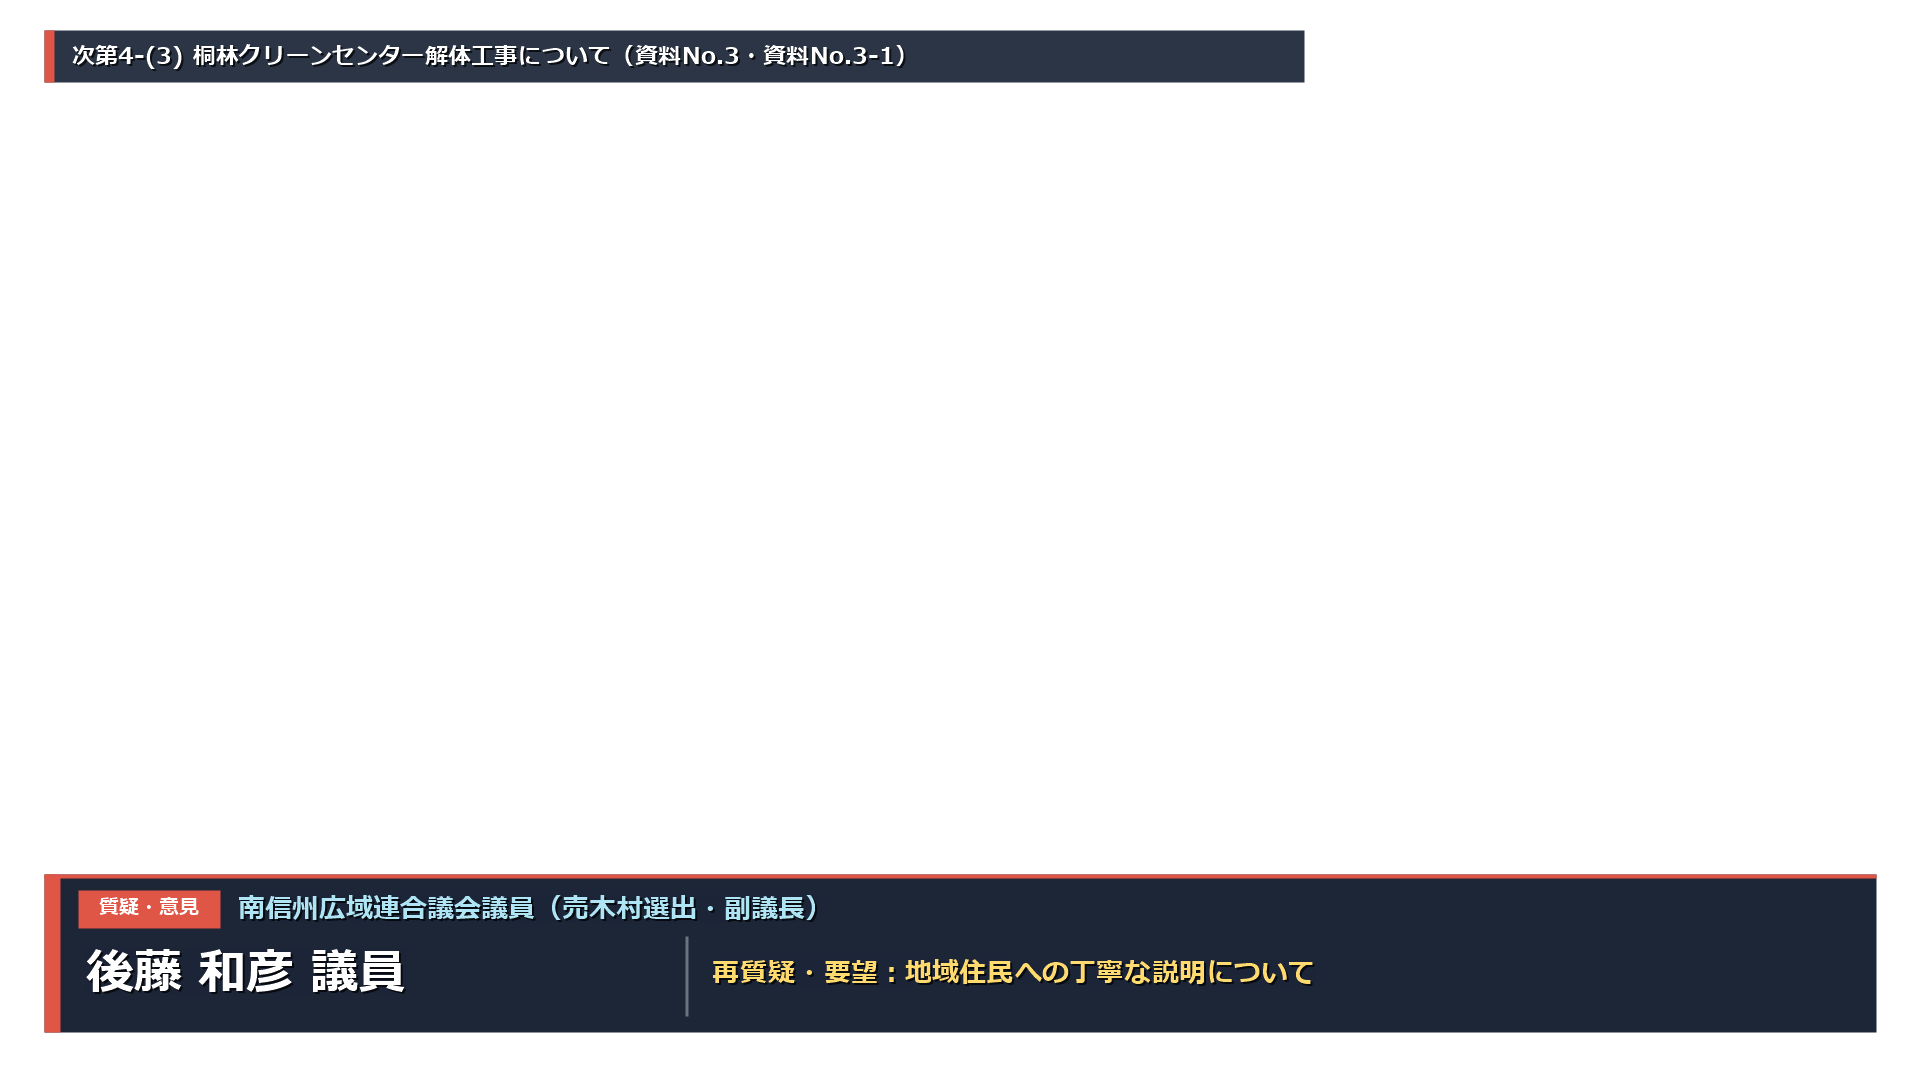 次第4-(3) 桐林クリーンセンター解体工事について（資料No.3・資料No.3-1）
質疑・意見 南信州広域連合議会議員（売木村選出・副議長）
後藤 和彦 議員
再質疑・要望：地域住民への丁寧な説明について